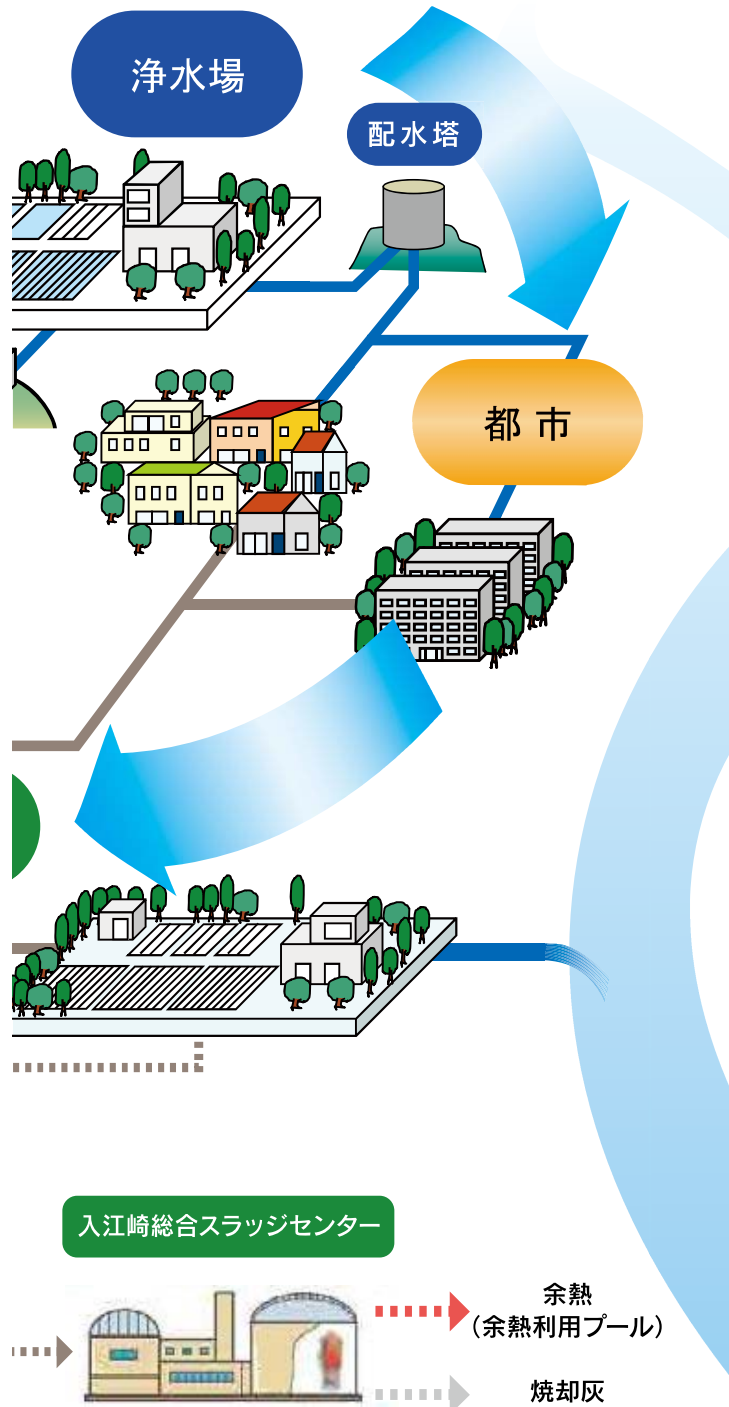 浄水場
配水塔
都市
入江崎総合スラッジセンター
余熱
(余熱利用プール)
焼却灰